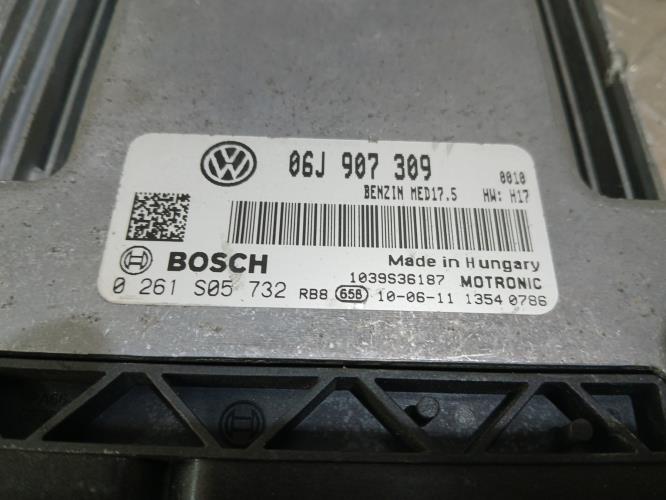 06J 907 309
0010
BENZIN MED17.5 HW: H17
BOSCH
Made in Hungary
1039S36187 MOTRONIC
0 261 S05 732 RB8 658 10-06-11 1354 0786